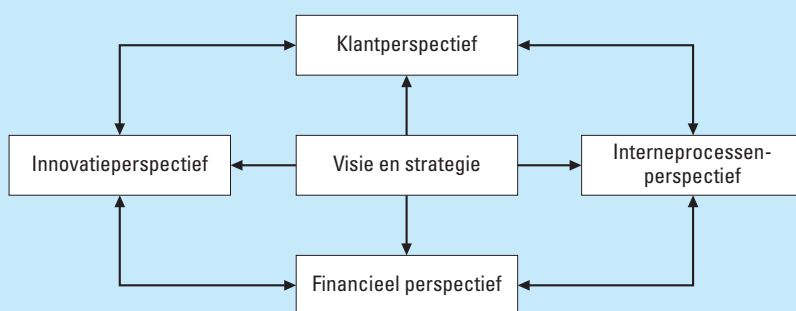 Klantperspectief
Innovatieperspectief
Visie en strategie
Interneprocessen-
perspectief
Financieel perspectief